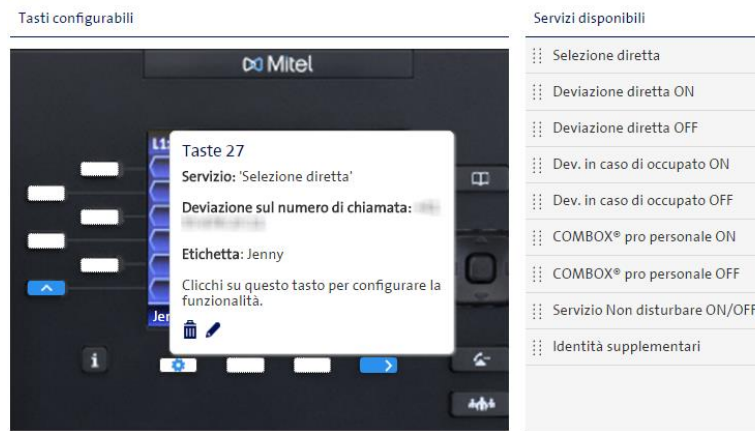 Tasti configurabili
Mitel
L1:
Taste 27
Servizio: 'Selezione diretta'
Deviazione sul numero di chiamata:
Etichetta: Jenny
Clicchi su questo tasto per configurare la
funzionalità.
Jer
i
Servizi disponibili
Selezione diretta
Deviazione diretta ON
Deviazione diretta OFF
Dev. in caso di occupato ON
Dev. in caso di occupato OFF
COMBOX® pro personale ON
COMBOX® pro personale OFF
Servizio Non disturbare ON/OFF
Identità supplementari